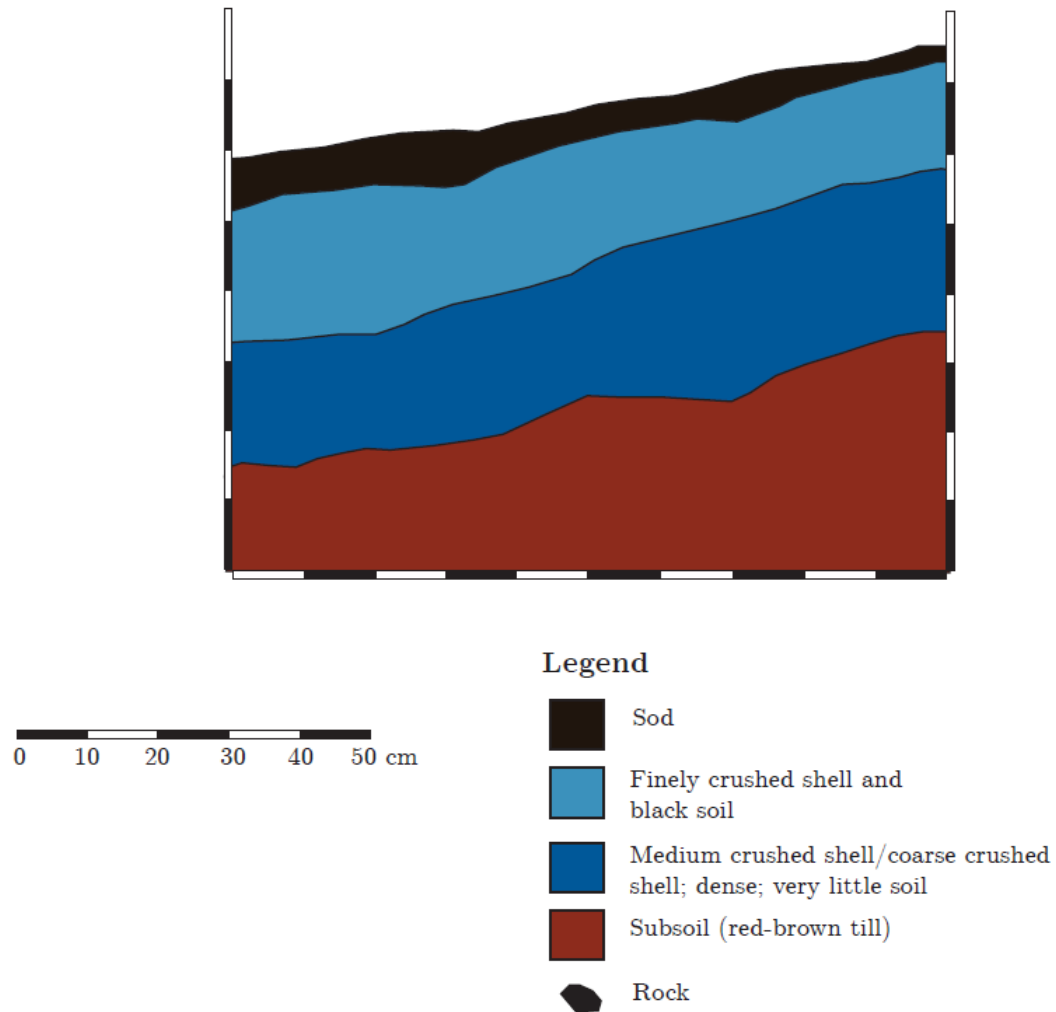 Legend
Sod
0 10 20 30 40 50 cm
Finely crushed shell and
black soil
Medium crushed shell/coarse crushed
shell; dense; very little soil
Subsoil (red-brown till)
Rock